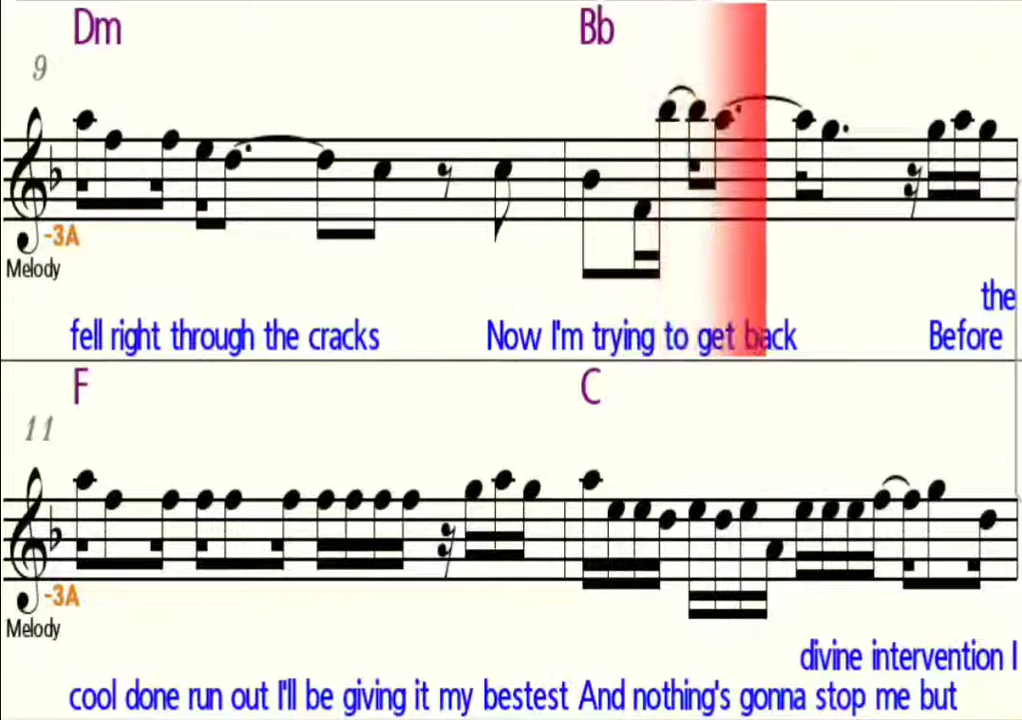 Dm Bb
9
-3A
Melody
the
fell right through the cracks Now I'm trying to get back Before
F C
11
-3A
Melody
divine intervention I
cool done run out I'll be giving it my bestest And nothing's gonna stop me but